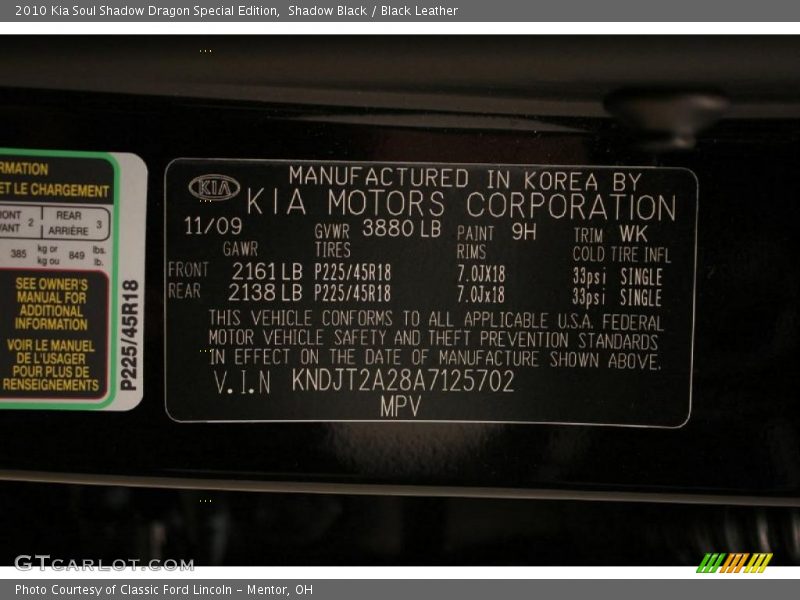 2010 Kia Soul Shadow Dragon Special Edition,  Shadow Black / Black Leather
RMATION
ET LE CHARGEMENT
RONT 2 REAR 3
VANT ARRIÈRE
385 kg or 849 lbs.
kg ou lb.
SEE OWNER'S
MANUAL FOR
ADDITIONAL
INFORMATION
VOIR LE MANUEL
DE L'USAGER
POUR PLUS DE
RENSEIGNEMENTS
P225/45R18
KIA MANUFACTURED IN KOREA BY
KIA MOTORS CORPORATION
11/09 GVWR 3880 LB PAINT 9H TRIM WK
GAWR TIRES RIMS COLD TIRE INFL
FRONT 2161 LB P225/45R18 7.0JX18 33psi SINGLE
REAR 2138 LB P225/45R18 7.0Jx18 33psi SINGLE
THIS VEHICLE CONFORMS TO ALL APPLICABLE U.S.A. FEDERAL
MOTOR VEHICLE SAFETY AND THEFT PREVENTION STANDARDS
IN EFFECT ON THE DATE OF MANUFACTURE SHOWN ABOVE.
V.I.N KNDJT2A28A7125702
MPV
GTCARLOT.COM
Photo Courtesy of Classic Ford Lincoln - Mentor, OH